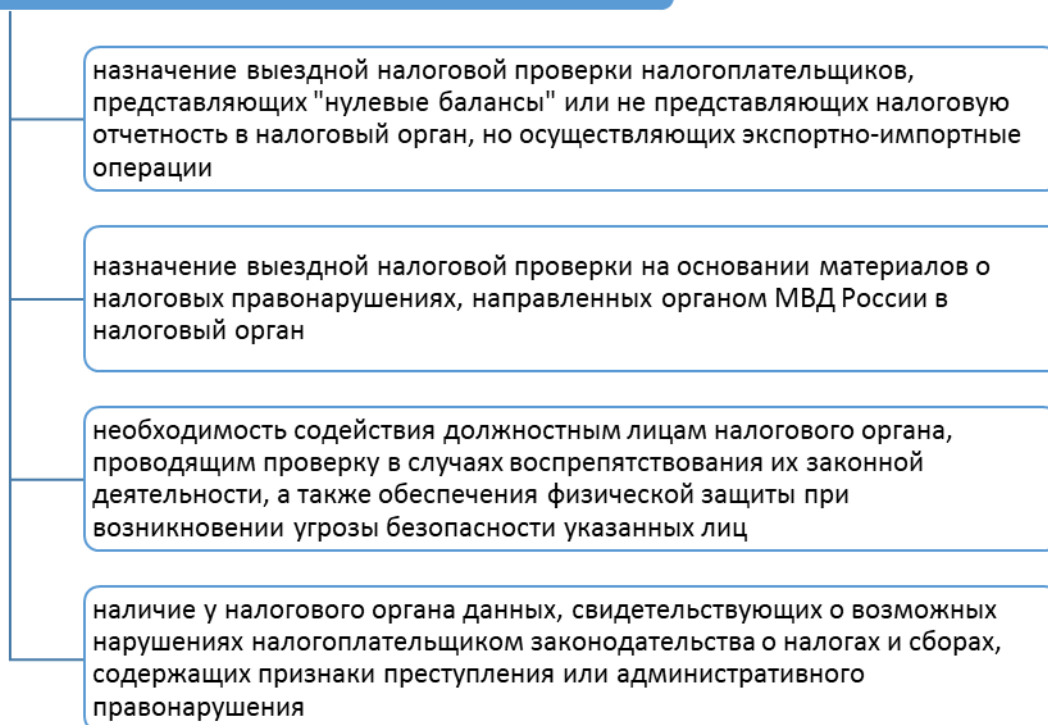 назначение выездной налоговой проверки налогоплательщиков,
представляющих "нулевые балансы" или не представляющих налоговую
отчетность в налоговый орган, но осуществляющих экспортно-импортные
операции
назначение выездной налоговой проверки на основании материалов о
налоговых правонарушениях, направленных органом МВД России в
налоговый орган
необходимость содействия должностным лицам налогового органа,
проводящим проверку в случаях воспрепятствования их законной
деятельности, а также обеспечения физической защиты при
возникновении угрозы безопасности указанных лиц
наличие у налогового органа данных, свидетельствующих о возможных
нарушениях налогоплательщиком законодательства о налогах и сборах,
содержащих признаки преступления или административного
правонарушения